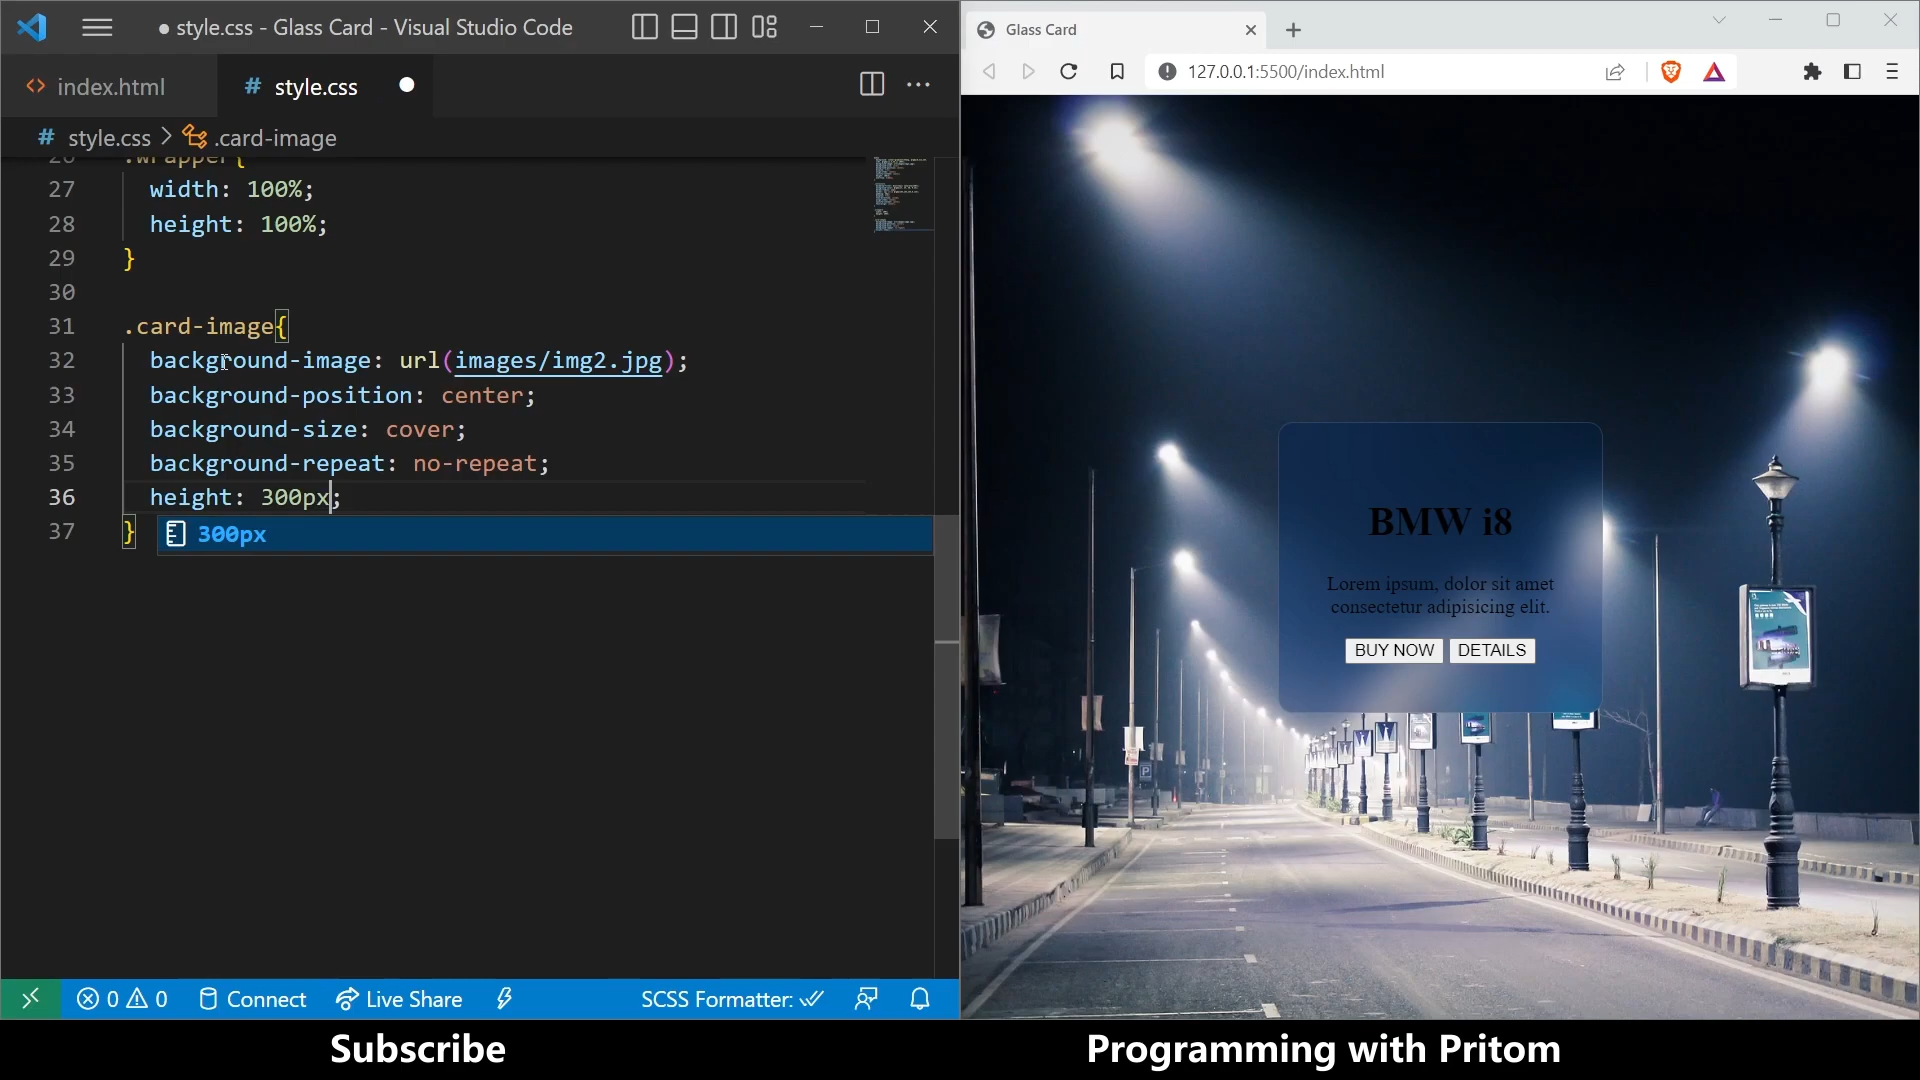 style.css - Glass Card - Visual Studio Code
index.html
# style.css
# style.css > .card-image
26 .wrapper{
27 width: 100%;
28 height: 100%;
29 }
30
31 .card-image{
32 background-image: url(images/img2.jpg);
33 background-position: center;
34 background-size: cover;
35 background-repeat: no-repeat;
36 height: 300px;
37 }
300px
0 0 Connect Live Share SCSS Formatter:
Glass Card
127.0.0.1:5500/index.html
BMW i8
Lorem ipsum, dolor sit amet
consectetur adipisicing elit.
BUY NOW DETAILS
P
Subscribe
Programming with Pritom